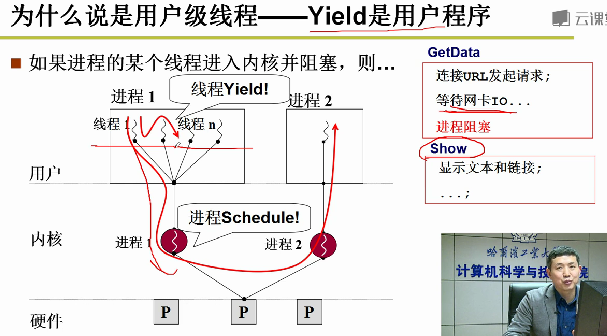 为什么说是用户级线程——Yield是用户程序
云课
如果进程的某个线程进入内核并阻塞，则…
GetData
连接URL发起请求;
等待网卡IO...
进程阻塞
Show
显示文本和链接;
...;
进程 1
线程Yield!
进程 2
线程 1
线程 n
用户
进程Schedule!
内核
进程 1
进程 2
硬件
P
P
P
哈尔滨工业大学
计算机科学与技